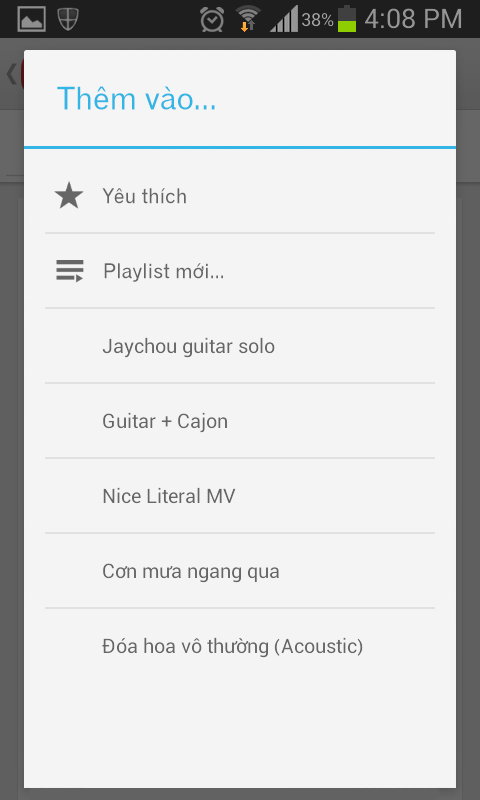 38% 4:08 PM
Thêm vào...
Yêu thích
Playlist mới...
Jaychou guitar solo
Guitar + Cajon
Nice Literal MV
Cơn mưa ngang qua
Đóa hoa vô thường (Acoustic)